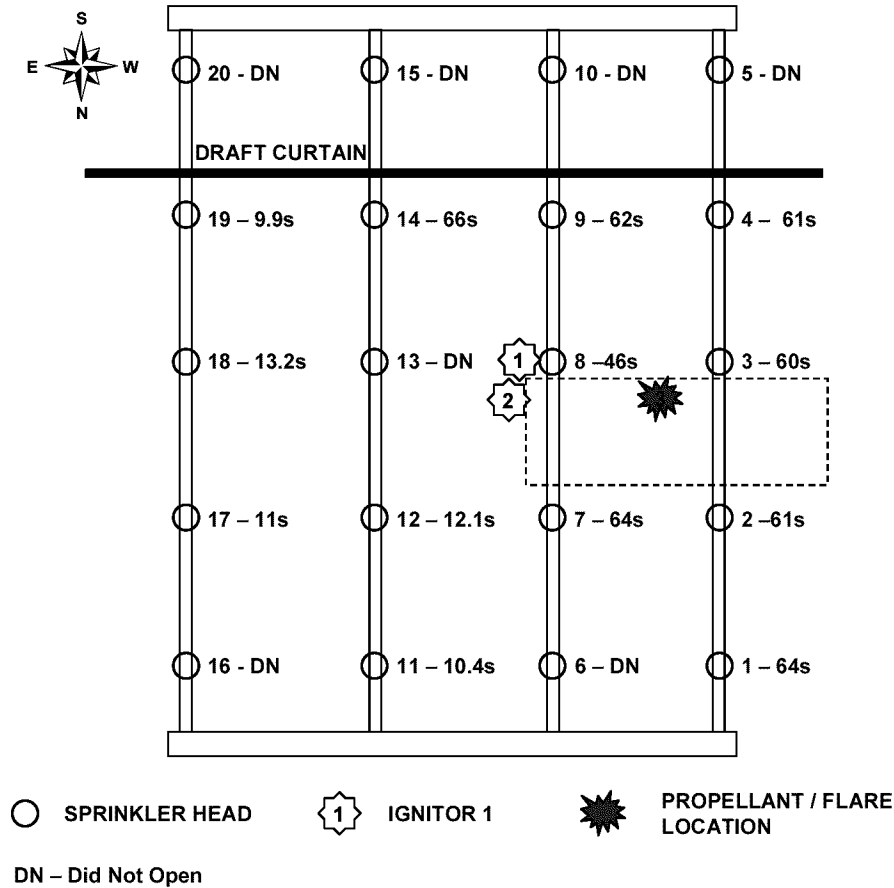 S
E W
N
20 - DN 15 - DN 10 - DN 5 - DN
DRAFT CURTAIN
19 – 9.9s 14 – 66s 9 – 62s 4 – 61s
18 – 13.2s 13 – DN 1 8 –46s 3 – 60s
2
17 – 11s 12 – 12.1s 7 – 64s 2 –61s
16 - DN 11 – 10.4s 6 – DN 1 – 64s
SPRINKLER HEAD 1 IGNITOR 1 PROPELLANT / FLARE
LOCATION
DN – Did Not Open